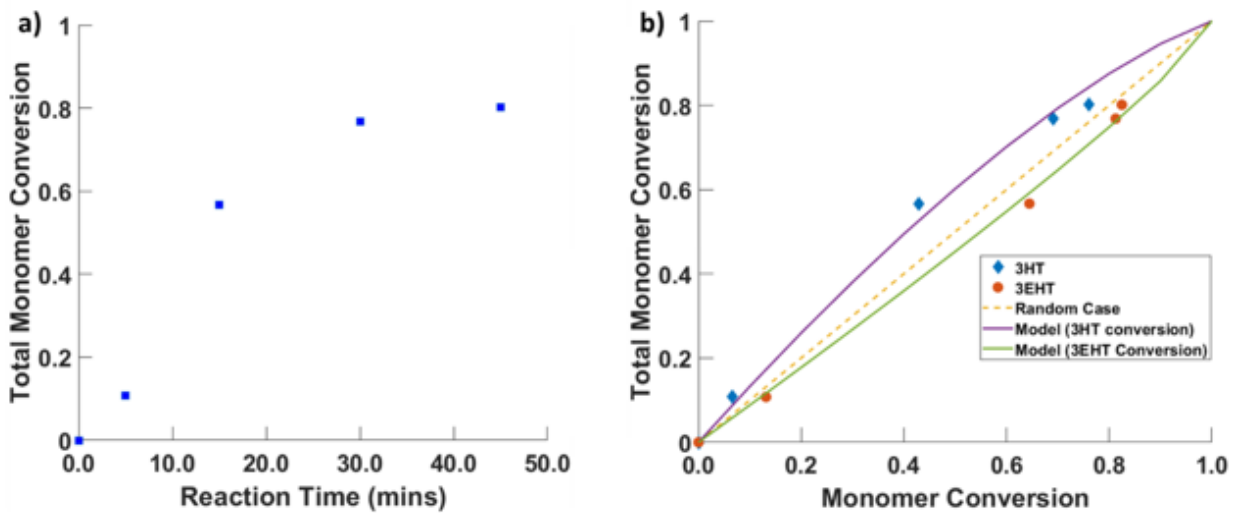 a)
Total Monomer Conversion
1
0.8
0.6
0.4
0.2
0
0.0
10.0
20.0
30.0
40.0
50.0
Reaction Time (mins)
b)
Total Monomer Conversion
1
0.8
0.6
0.4
0.2
0
3HT
3EHT
Random Case
Model (3HT conversion)
Model (3EHT Conversion)
0.0
0.2
0.4
0.6
0.8
1.0
Monomer Conversion